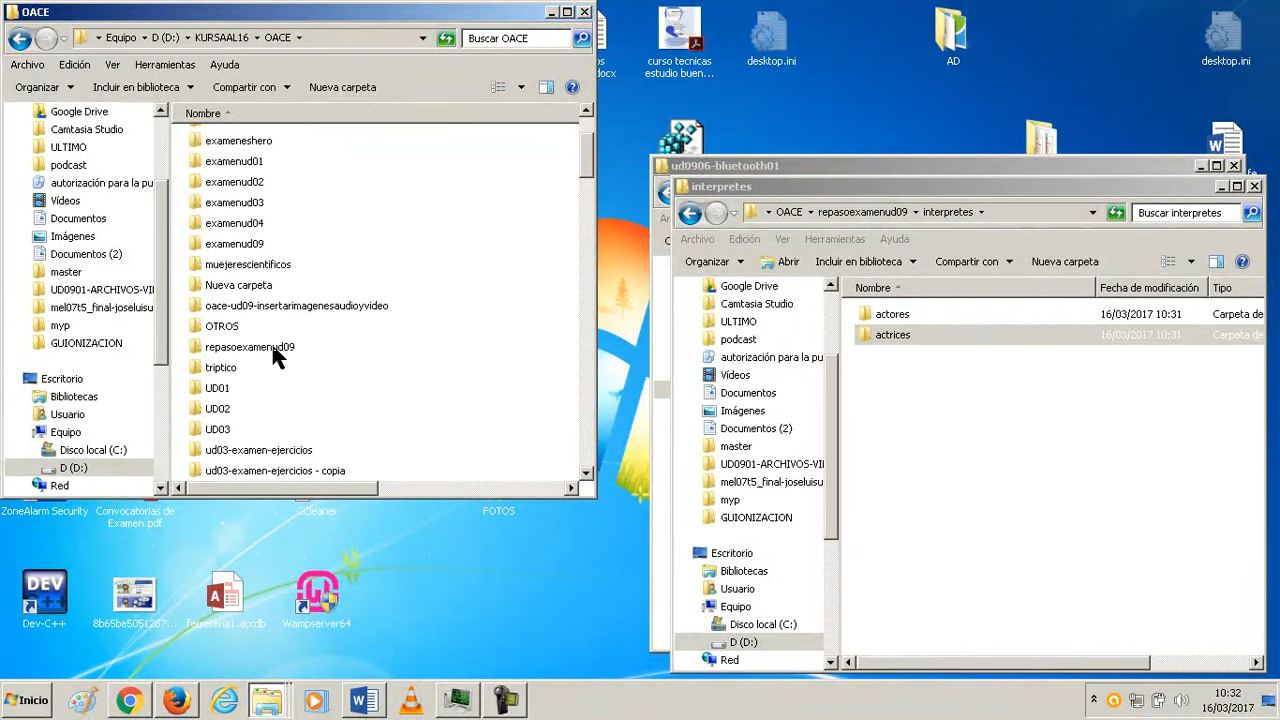 OACE
Equipo
D (D:)
KURSAAL16
OACE
Buscar OACE
Archivo
Edición
Ver
Herramientas
Ayuda
Organizar
Incluir en biblioteca
Compartir con
Nueva carpeta
Google Drive
Camtasia Studio
ULTIMO
podcast
autorización para la pu
Vídeos
Documentos
Imágenes
Documentos (2)
master
UD0901-ARCHIVOS-VI
mel07t5_final-joseluisu
myp
GUIONIZACION
Escritorio
Bibliotecas
Usuario
Equipo
Disco local (C:)
D (D:)
Red
Nombre
exameneshero
examenud01
examenud02
examenud03
examenud04
examenud09
muejerescientificos
Nueva carpeta
oace-ud09-insertarimagenesaudioyvideo
OTROS
repasoexamenud09
triptico
UD01
UD02
UD03
ud03-examen-ejercicios
ud03-examen-ejercicios - copia
curso tecnicas
estudio buen...
desktop.ini
AD
desktop.ini
ud0906-bluetooth01
interpretes
OACE
repasoexamenud09
interpretes
Buscar interpretes
Archivo
Edición
Ver
Herramientas
Ayuda
Organizar
Abrir
Incluir en biblioteca
Compartir con
Nueva carpeta
Google Drive
Camtasia Studio
ULTIMO
podcast
autorización para la pu
Vídeos
Documentos
Imágenes
Documentos (2)
master
UD0901-ARCHIVOS-VI
mel07t5_final-joseluisu
myp
GUIONIZACION
Escritorio
Bibliotecas
Usuario
Equipo
Disco local (C:)
D (D:)
Red
Nombre
Fecha de modificación
Tipo
actores
16/03/2017 10:31
Carpeta de
actrices
16/03/2017 10:31
Carpeta de
ZoneAlarm Security
Convocatorias de
Examen.pdf
CCleaner
FOTOS
DEV
Dev-C++
8b65be5051287...
ferreteria1.accdb
Wampserver64
Inicio
10:32
16/03/2017